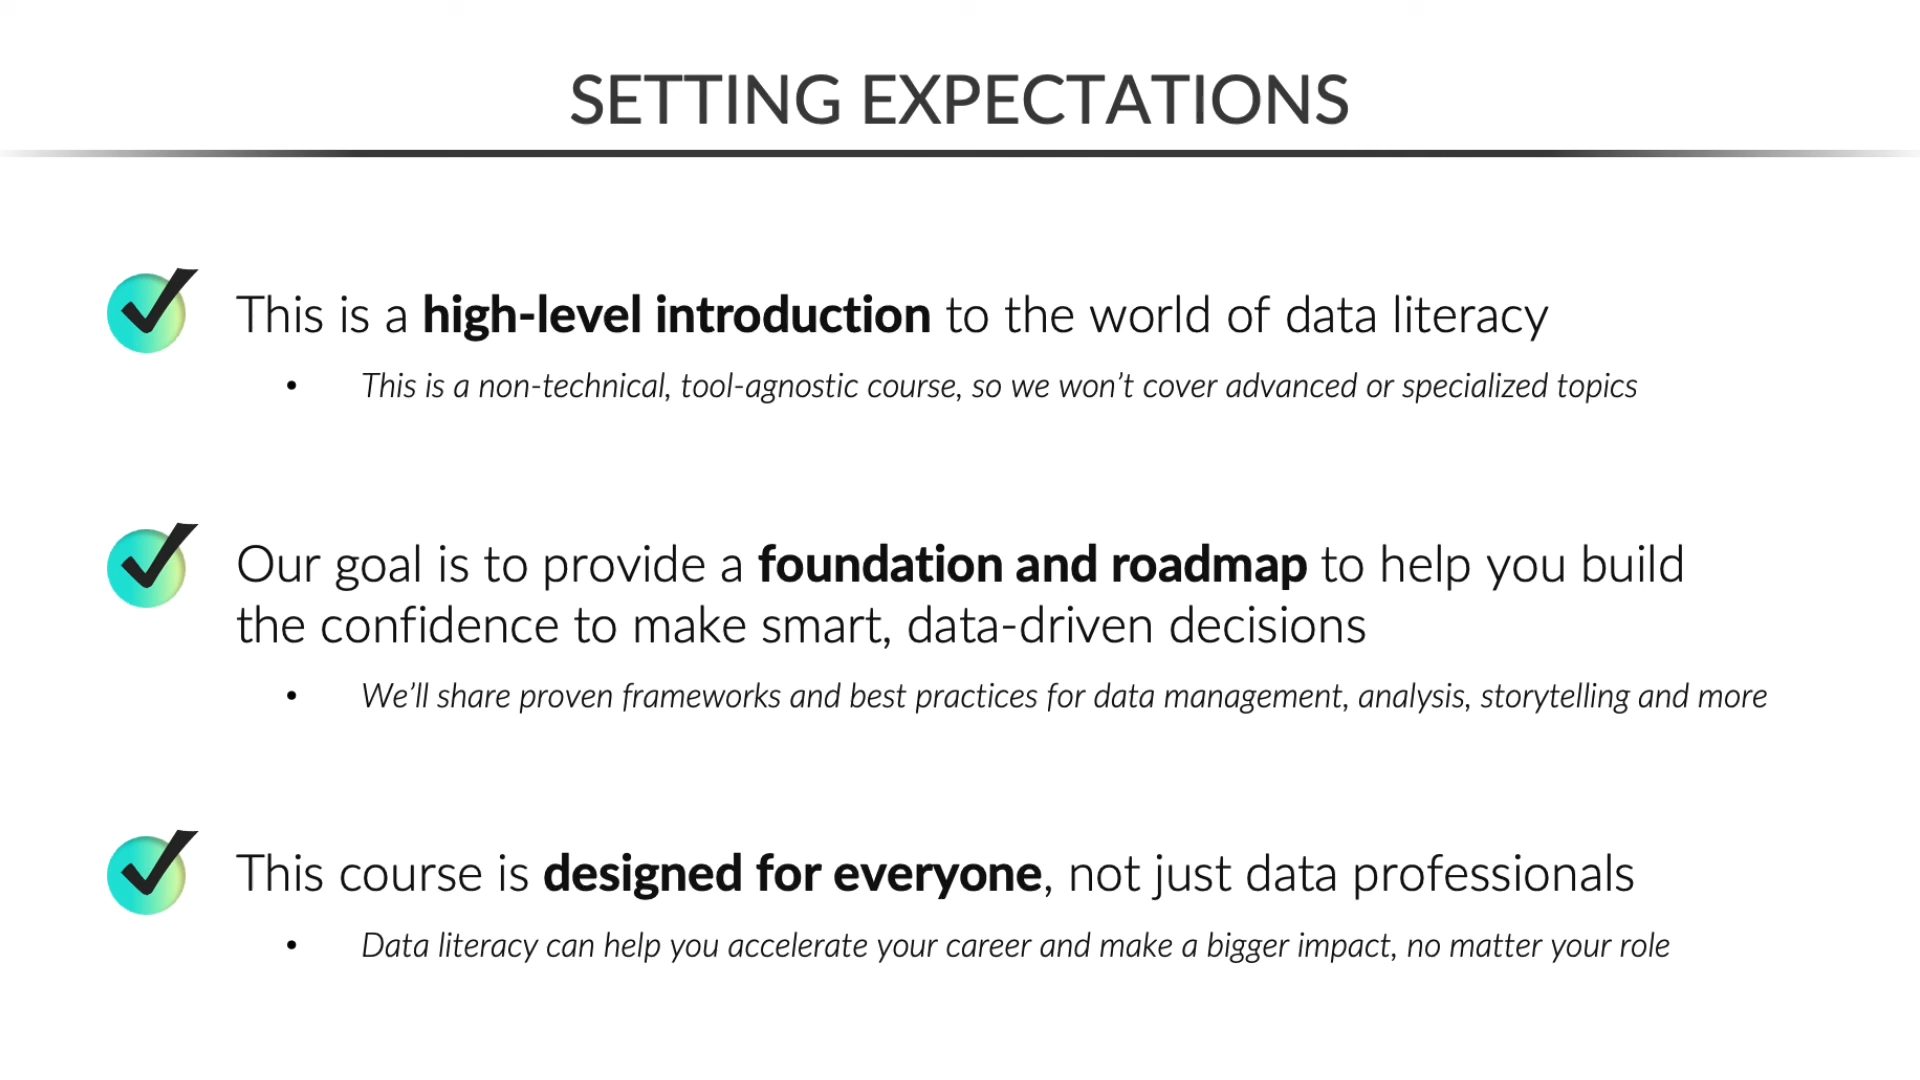 SETTING EXPECTATIONS
This is a high-level introduction to the world of data literacy
• This is a non-technical, tool-agnostic course, so we won’t cover advanced or specialized topics
Our goal is to provide a foundation and roadmap to help you build
the confidence to make smart, data-driven decisions
• We’ll share proven frameworks and best practices for data management, analysis, storytelling and more
This course is designed for everyone, not just data professionals
• Data literacy can help you accelerate your career and make a bigger impact, no matter your role